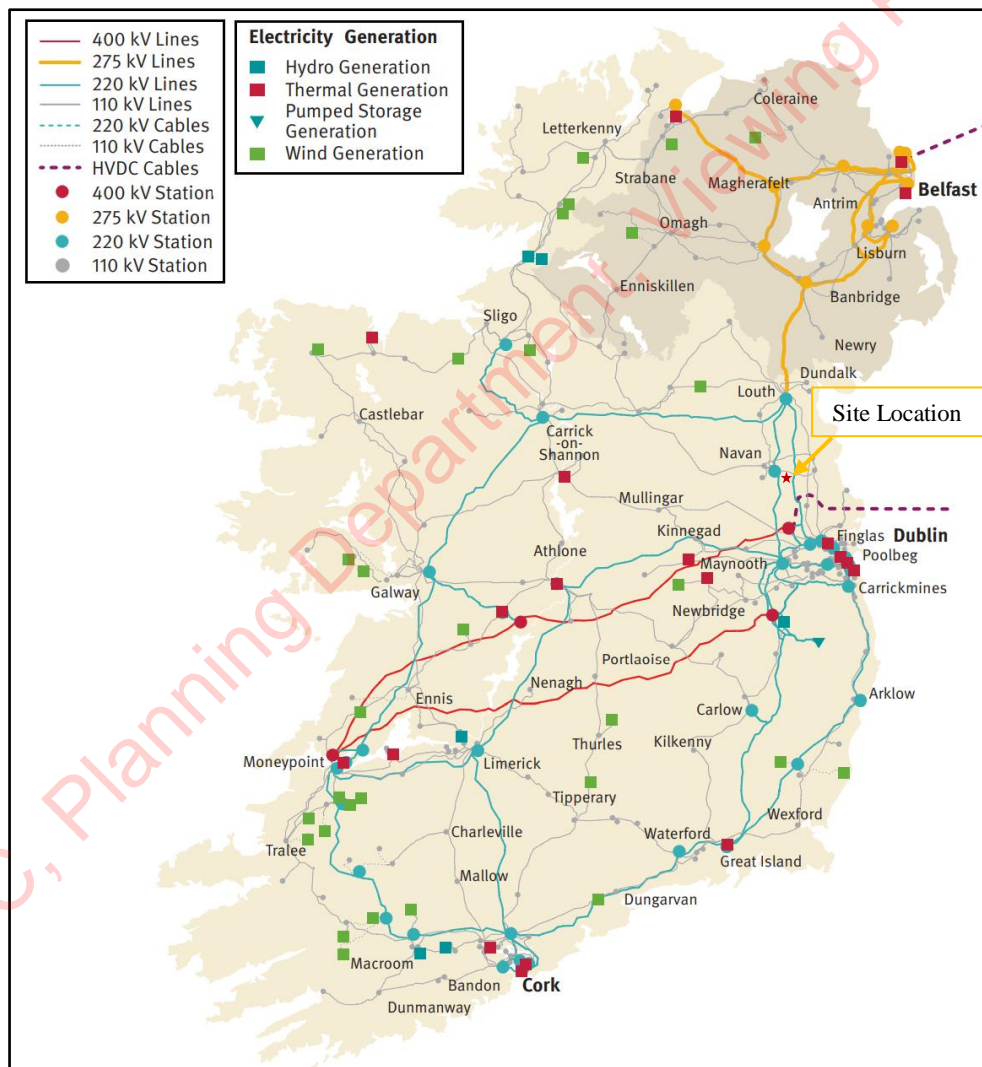 400 kV Lines
275 kV Lines
220 kV Lines
110 kV Lines
220 kV Cables
110 kV Cables
HVDC Cables
400 kV Station
275 kV Station
220 kV Station
110 kV Station
Electricity Generation
Hydro Generation
Thermal Generation
Pumped Storage
Generation
Wind Generation
Coleraine
Letterkenny
Strabane
Magherafelt
Antrim
Belfast
Omagh
Lisburn
Enniskillen
Banbridge
Sligo
Newry
Dundalk
Louth
Site Location
Castlebar
Carrick
-on-
Shannon
Navan
Mullingar
Kinnegad
Finglas
Dublin
Athlone
Maynooth
Poolbeg
Galway
Carrickmines
Newbridge
Portlaoise
Ennis
Nenagh
Arklow
Carlow
Moneypoint
Limerick
Thurles
Kilkenny
Tipperary
Wexford
Charleville
Waterford
Tralee
Great Island
Mallow
Dungarvan
Macroom
Bandon
Cork
Dunmanway
C, Planning Department, Viewing